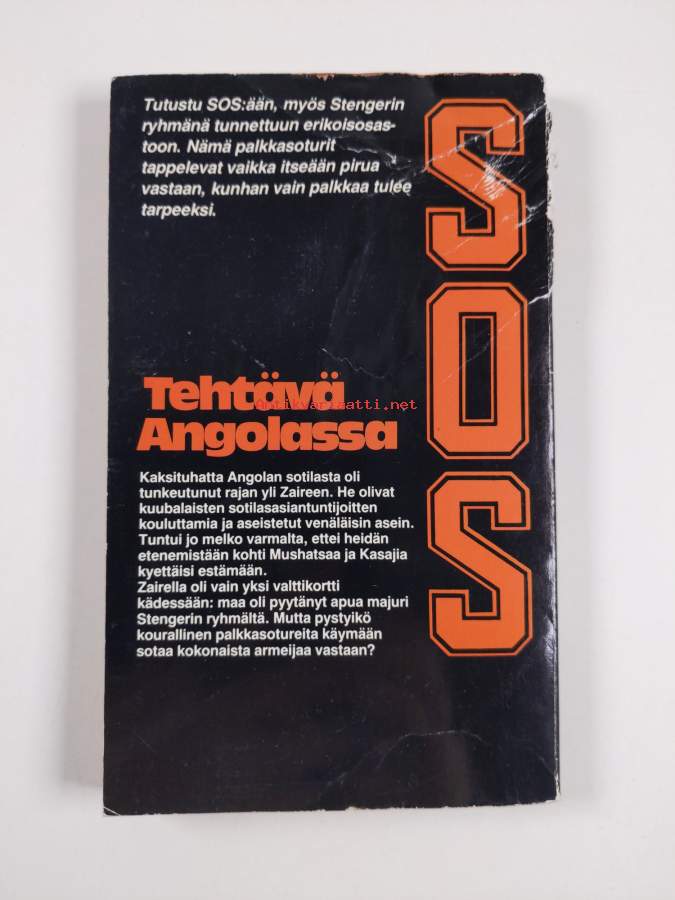 Tutustu SOS:ään, myös Stengerin
ryhmänä tunnettuun erikoisosas-
toon. Nämä palkkasoturit
tappelevat vaikka itseään pirua
vastaan, kunhan vain palkkaa tulee
tarpeeksi.
SOS
Tehtävä
Antikvariaatti.net
Angolassa
Kaksituhatta Angolan sotilasta oli
tunkeutunut rajan yli Zaireen. He olivat
kuubalaisten sotilasasiantuntijoitten
kouluttamia ja aseistetut venäläisin asein.
Tuntui jo melko varmalta, ettei heidän
etenemistään kohti Mushatsaa ja Kasajia
kyettäisi estämään.
Zairella oli vain yksi valttikortti
kädessään: maa oli pyytänyt apua majuri
Stengerin ryhmältä. Mutta pystyikö
kourallinen palkkasotureita käymään
sotaa kokonaista armeijaa vastaan?